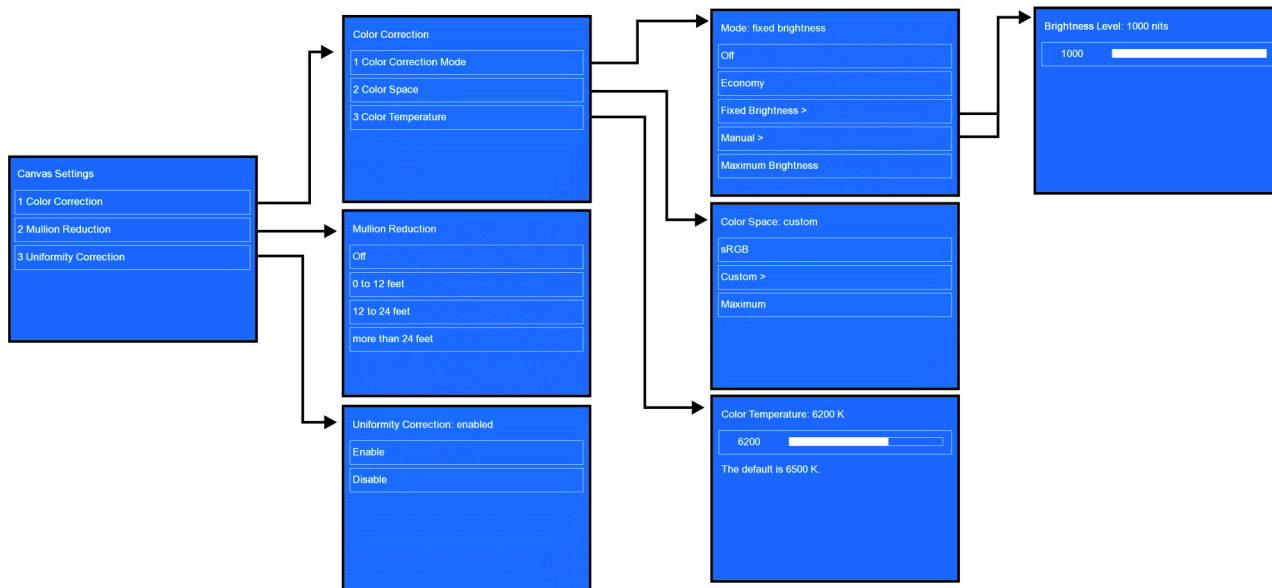 Canvas Settings
1 Color Correction
2 Mullion Reduction
3 Uniformity Correction
Color Correction
1 Color Correction Mode
2 Color Space
3 Color Temperature
Mullion Reduction
Off
0 to 12 feet
12 to 24 feet
more than 24 feet
Uniformity Correction: enabled
Enable
Disable
Mode: fixed brightness
Off
Economy
Fixed Brightness >
Manual >
Maximum Brightness
Color Space: custom
sRGB
Custom >
Maximum
Color Temperature: 6200 K
6200
The default is 6500 K.
Brightness Level: 1000 nits
1000